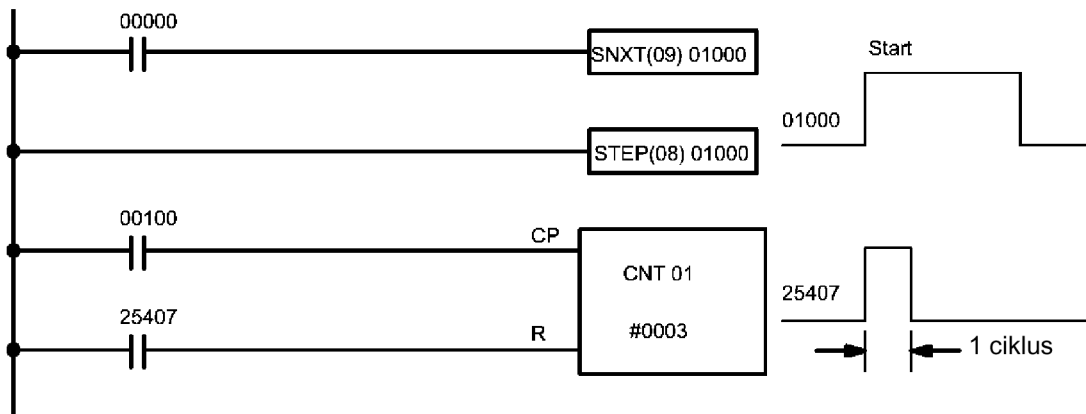 00000
SNXT(09) 01000
Start
01000
STEP(08) 01000
00100
CP
CNT 01
#0003
25407
R
25407
1 ciklus